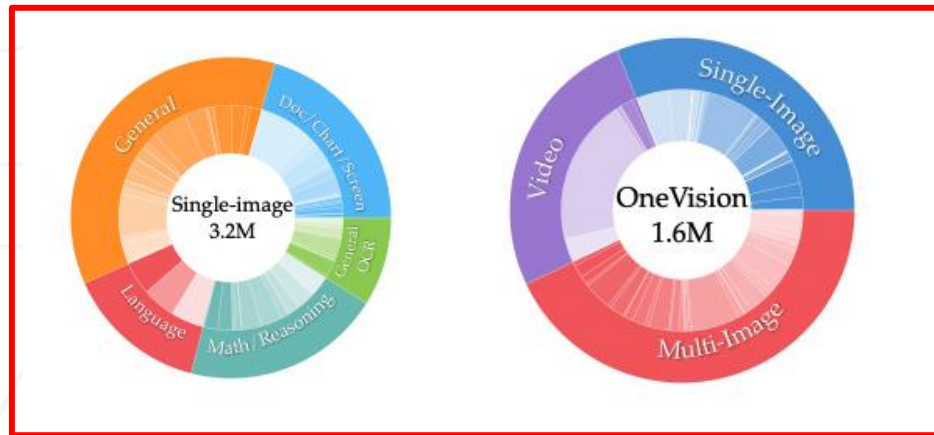 General
Doc/Chart/Screen
General
OCR
Math/Reasoning
Language
Single-image
3.2M
Single-Image
Video
Multi-Image
OneVision
1.6M